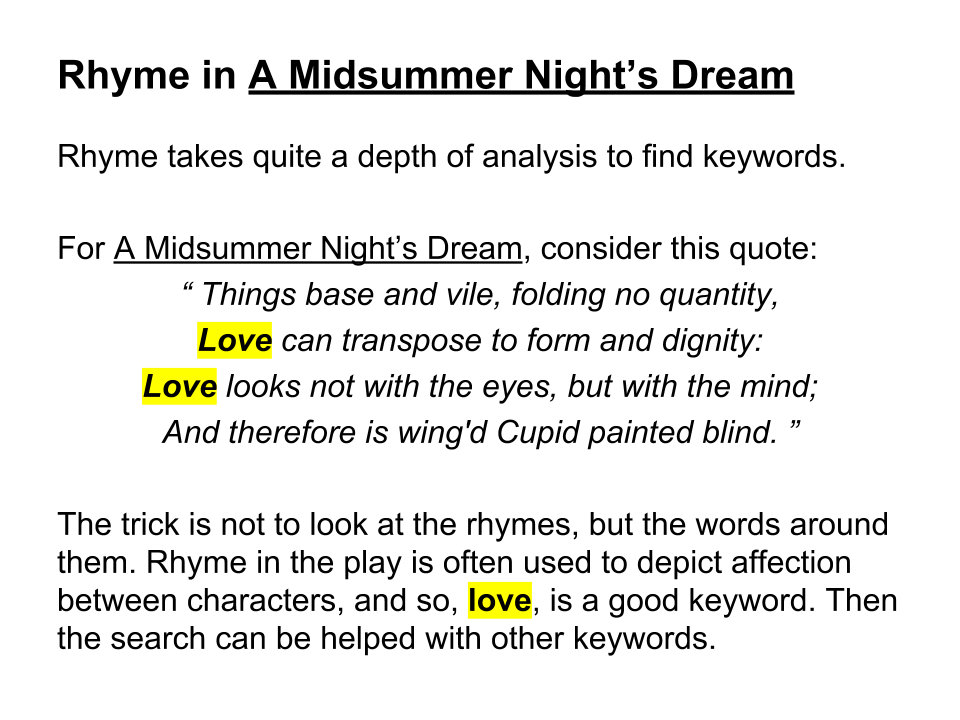 Rhyme in A Midsummer Night’s Dream
Rhyme takes quite a depth of analysis to find keywords.
For A Midsummer Night’s Dream, consider this quote:
“ Things base and vile, folding no quantity,
Love can transpose to form and dignity:
Love looks not with the eyes, but with the mind;
And therefore is wing'd Cupid painted blind. ”
The trick is not to look at the rhymes, but the words around
them. Rhyme in the play is often used to depict affection
between characters, and so, love, is a good keyword. Then
the search can be helped with other keywords.